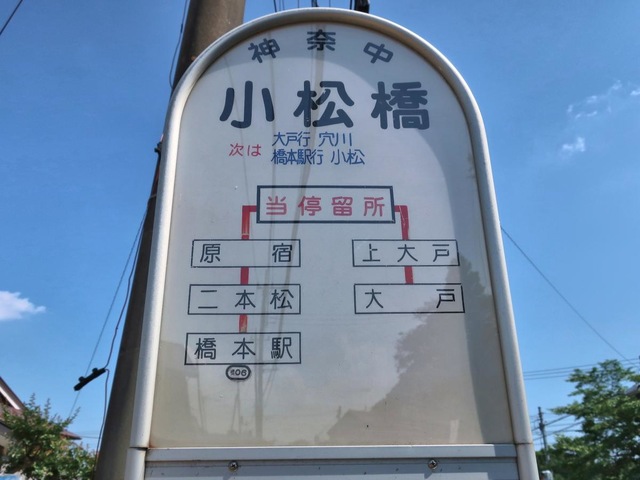 神奈中
小松橋
次は 大戸行 穴川
橋本駅行 小松
当停留所
原宿 上大戸
二本松 大戸
橋本駅